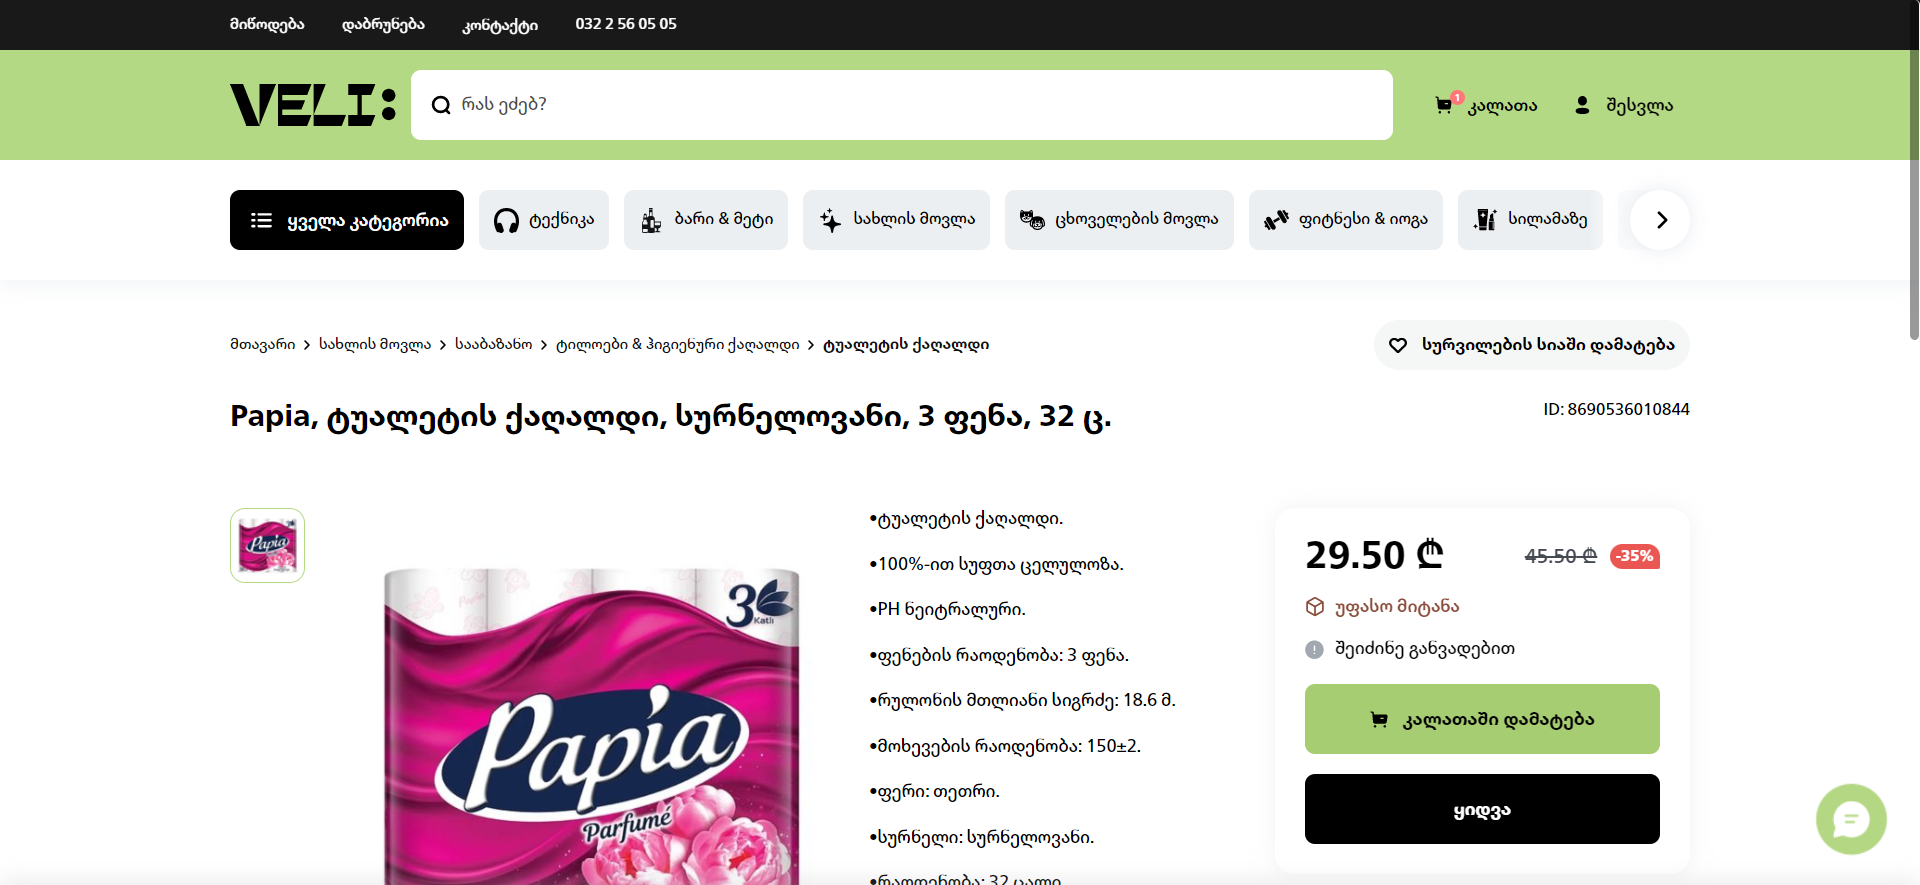 მიწოდება დაბრუნება კონტაქტი 032 2 56 05 05
VELI: რას ეძებ? 1 კალათა შესვლა
ყველა კატეგორია ტექნიკა ბარი & მეტი სახლის მოვლა ცხოველების მოვლა ფიტნესი & იოგა სილამაზე
მთავარი > სახლის მოვლა > სააბაზანო > ტილოები & ჰიგიენური ქაღალდი > ტუალეტის ქაღალდი
სურვილების სიაში დამატება
Papia, ტუალეტის ქაღალდი, სურნელოვანი, 3 ფენა, 32 ც.
ID: 8690536010844
Papia
3
Katlı
Papia
Parfumé
•ტუალეტის ქაღალდი.
•100%-ით სუფთა ცელულოზა.
•PH ნეიტრალური.
•ფენების რაოდენობა: 3 ფენა.
•რულონის მთლიანი სიგრძე: 18.6 მ.
•მოხევების რაოდენობა: 150±2.
•ფერი: თეთრი.
•სურნელი: სურნელოვანი.
•რაოდენობა: 32 ცალი
29.50 ₾ 45.50 ₾ -35%
უფასო მიტანა
შეიძინე განვადებით
კალათაში დამატება
ყიდვა